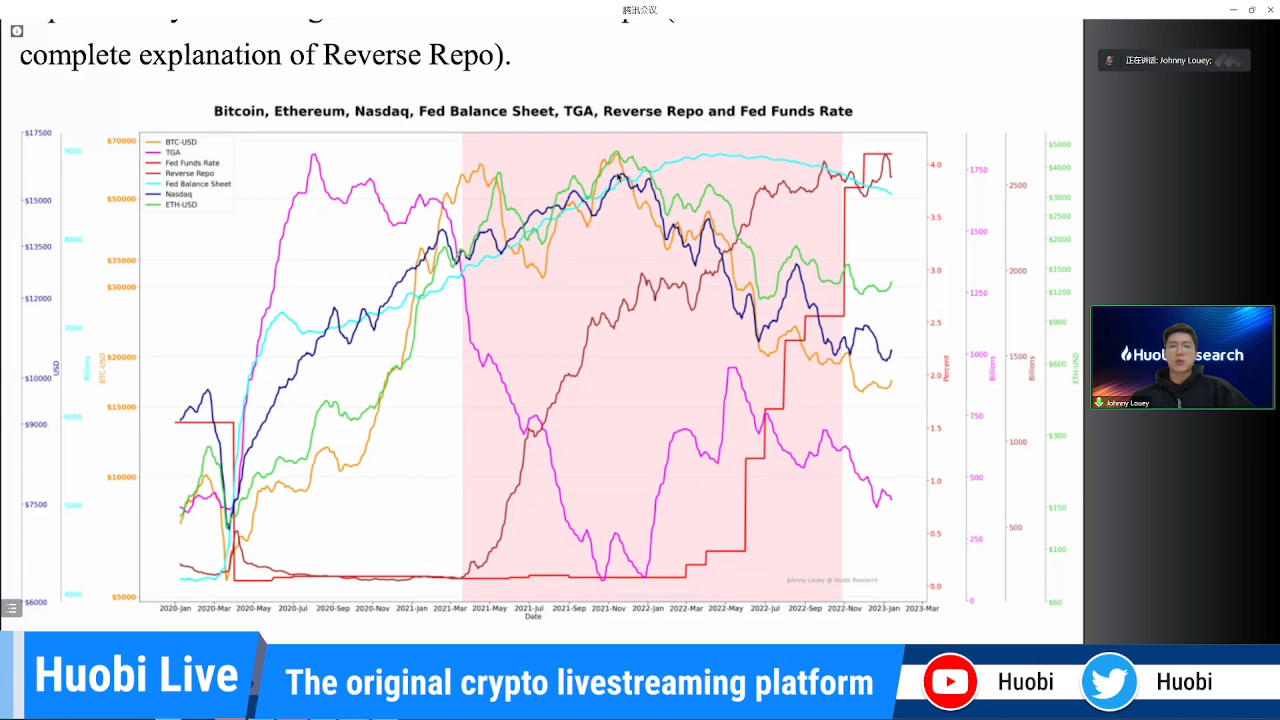 腾讯会议
complete explanation of Reverse Repo).
正在讲话: Johnny Louey;
Bitcoin, Ethereum, Nasdaq, Fed Balance Sheet, TGA, Reverse Repo and Fed Funds Rate
BTC-USD
TGA
Fed Funds Rate
Reverse Repo
Fed Balance Sheet
Nasdaq
ETH-USD
$17500
$15000
$13500
$12000
$10000
$9000
$7500
$6000
USD
9000
8000
7000
6000
5000
4000
Billions
$70000
$50000
$35000
$30000
$20000
$15000
$10000
$5000
BTC-USD
4.0
3.5
3.0
2.5
2.0
1.5
1.0
0.5
0.0
Percent
1750
1500
1250
1000
750
500
250
0
Billions
2500
2000
1500
1000
500
Billions
$5000
$4000
$3000
$2500
$2000
$1500
$1200
$900
$600
$300
$150
$100
$60
ETH-USD
Johnny Louey @ Huobi Research
2020-Jan 2020-Mar 2020-May 2020-Jul 2020-Sep 2020-Nov 2021-Jan 2021-Mar 2021-May 2021-Jul 2021-Sep 2021-Nov 2022-Jan 2022-Mar 2022-May 2022-Jul 2022-Sep 2022-Nov 2023-Jan 2023-Mar
Date
Johnny Louey
Huobi Live
The original crypto livestreaming platform
Huobi
Huobi